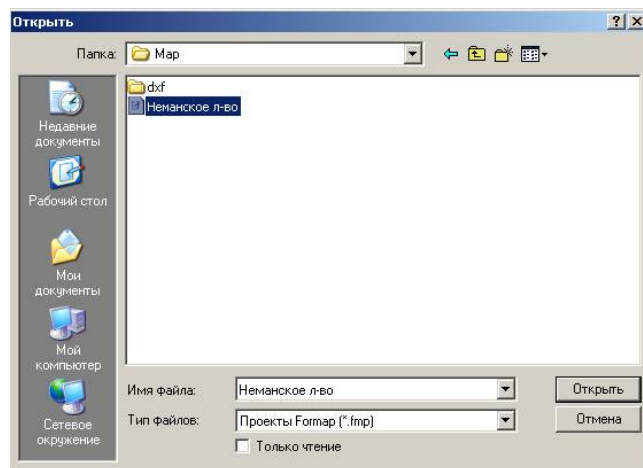 Открыть
Папка: Map
dxf
Неманское л-во
Недавние
документы
Рабочий стол
Мои
документы
Мой
компьютер
Сетевое
окружение
Имя файла: Неманское л-во Открыть
Тип файлов: Проекты Formap (*.fmp) Отмена
Только чтение